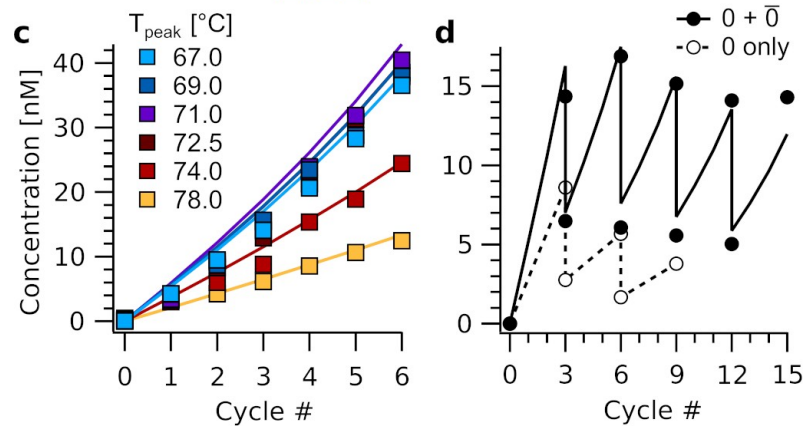 c
T_peak [°C]
67.0
69.0
71.0
72.5
74.0
78.0
Concentration [nM]
40
30
20
10
0
0 1 2 3 4 5 6
Cycle #
d
0 + 0̅
0 only
15
10
5
0
0 3 6 9 12 15
Cycle #